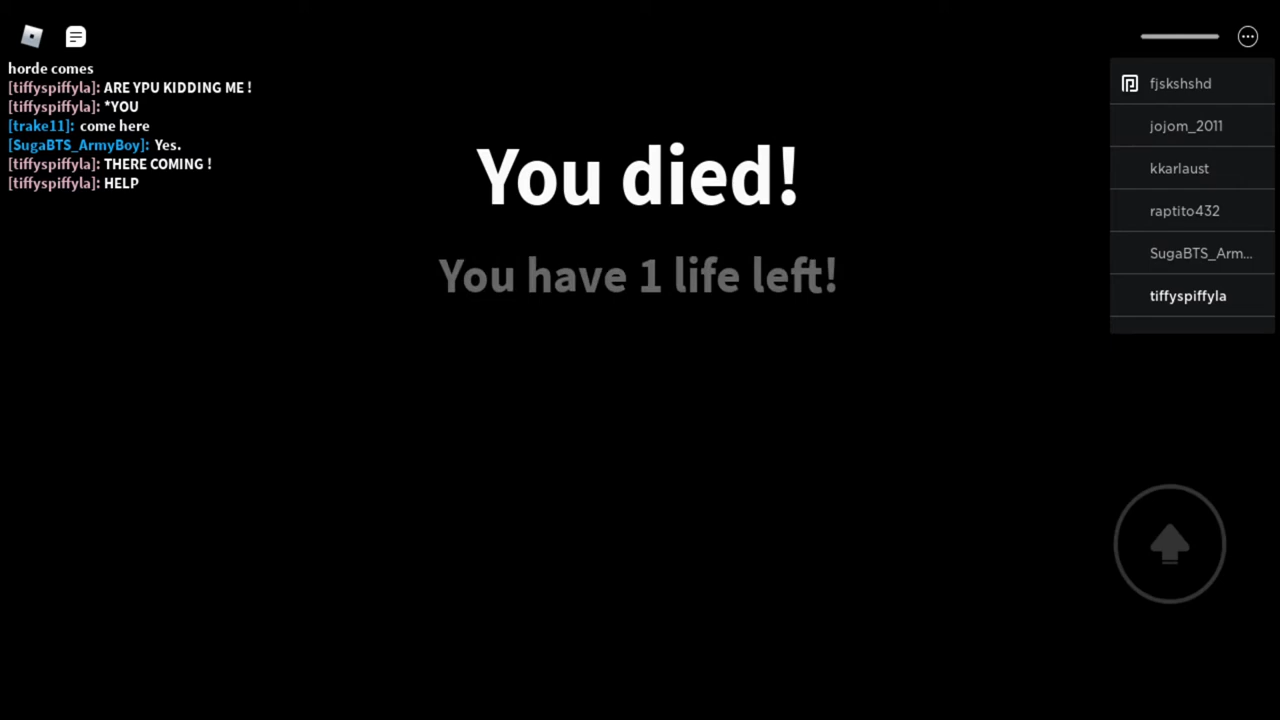 horde comes
[tiffyspiffyla]: ARE YPU KIDDING ME !
[tiffyspiffyla]: *YOU
[trake11]: come here
[SugaBTS_ArmyBoy]: Yes.
[tiffyspiffyla]: THERE COMING !
[tiffyspiffyla]: HELP
You died!
You have 1 life left!
fjskshshd
jojom_2011
kkarlaust
raptito432
SugaBTS_Arm...
tiffyspiffyla